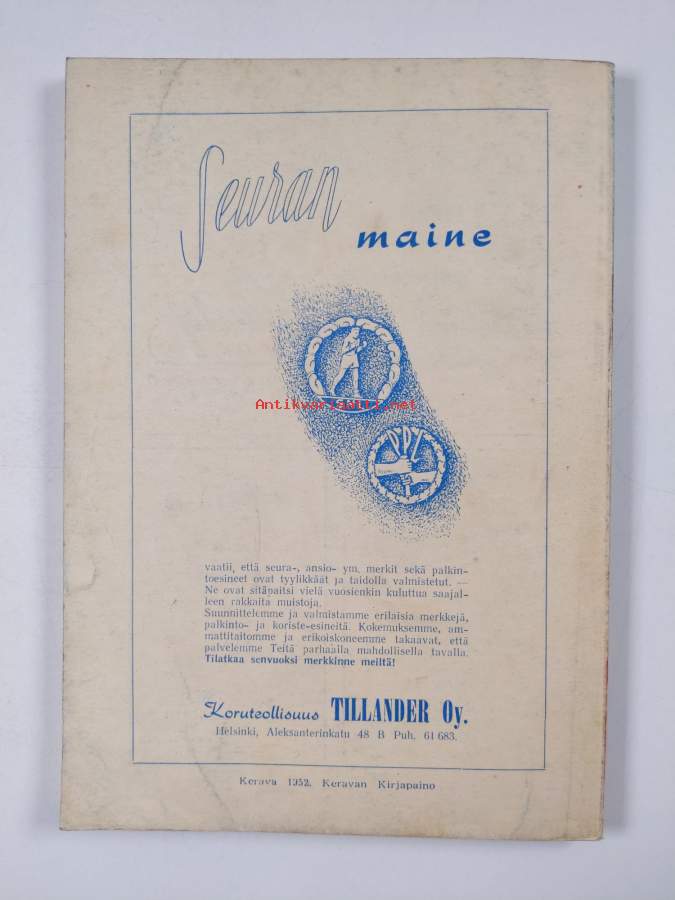 Seuran
maine
Antikvariaatti.net
PPL
vaatii, että seura-, ansio- ym. merkit sekä palkin-
toesineet ovat tyylikkäät ja taidolla valmistetut. —
Ne ovat sitäpaitsi vielä vuosienkin kuluttua saajal-
leen rakkaita muistoja.
Suunnittelemme ja valmistamme erilaisia merkkejä,
palkinto- ja koriste-esineitä. Kokemuksemme, am-
mattitaitomme ja erikoiskoneemme takaavat, että
palvelemme Teitä parhaalla mahdollisella tavalla.
Tilatkaa senvuoksi merkkinne meiltä!
Koruteollisuus TILLANDER Oy.
Helsinki, Aleksanterinkatu 48 B Puh. 61 683.
Kerava 1952. Keravan Kirjapaino